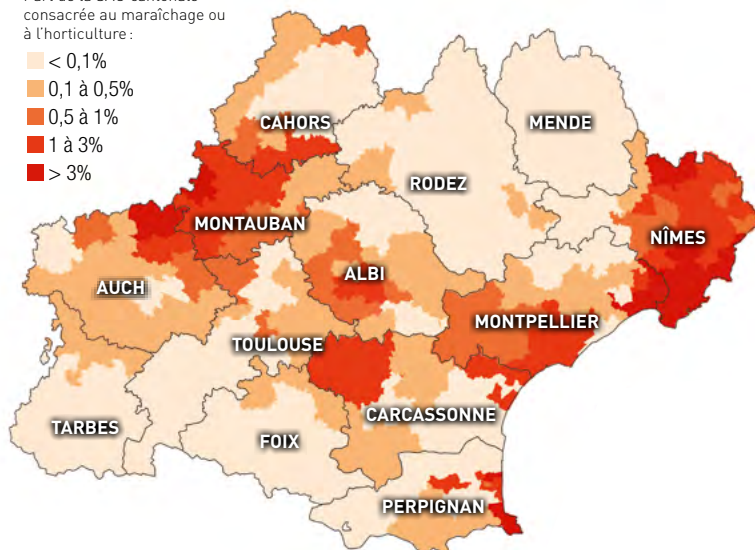 consacrée au maraîchage ou
à l'horticulture :
< 0,1%
0,1 à 0,5%
0,5 à 1%
1 à 3%
> 3%
CAHORS
MENDE
RODEZ
MONTAUBAN
NÎMES
ALBI
AUCH
MONTPELLIER
TOULOUSE
CARCASSONNE
TARBES
FOIX
PERPIGNAN